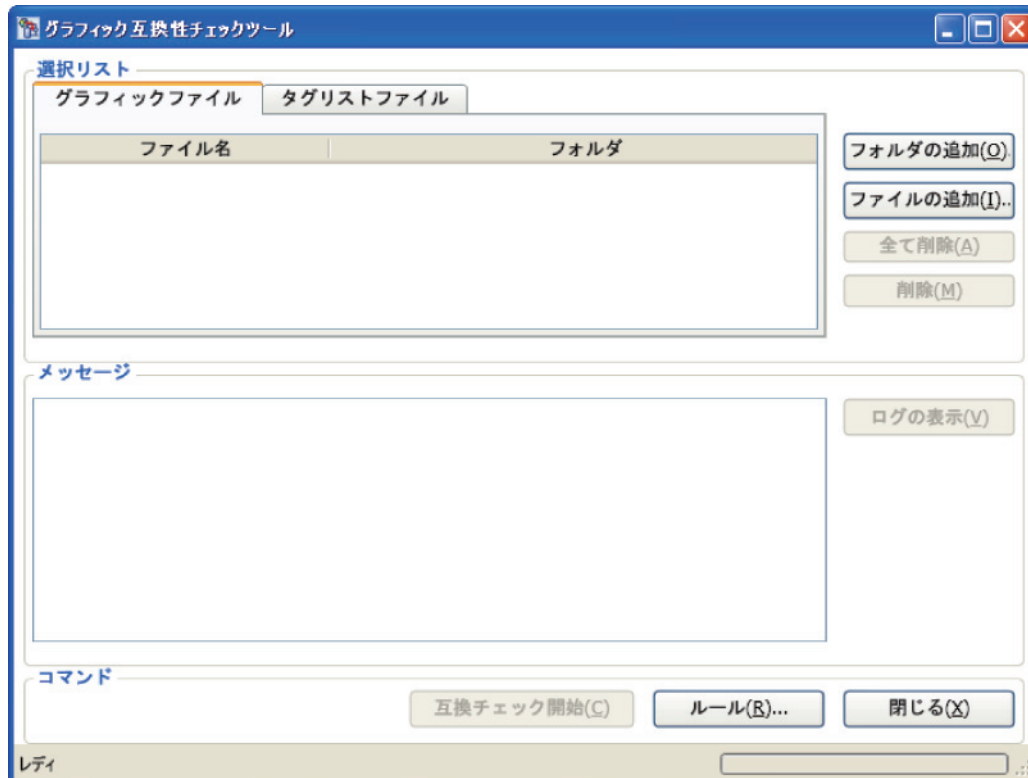 グラフィック互換性チェックツール
選択リスト
グラフィックファイル
タグリストファイル
ファイル名
フォルダ
フォルダの追加(O).
ファイルの追加(I)..
全て削除(A)
削除(M)
メッセージ
ログの表示(V)
コマンド
互換チェック開始(C)
ルール(R)...
閉じる(X)
レディ